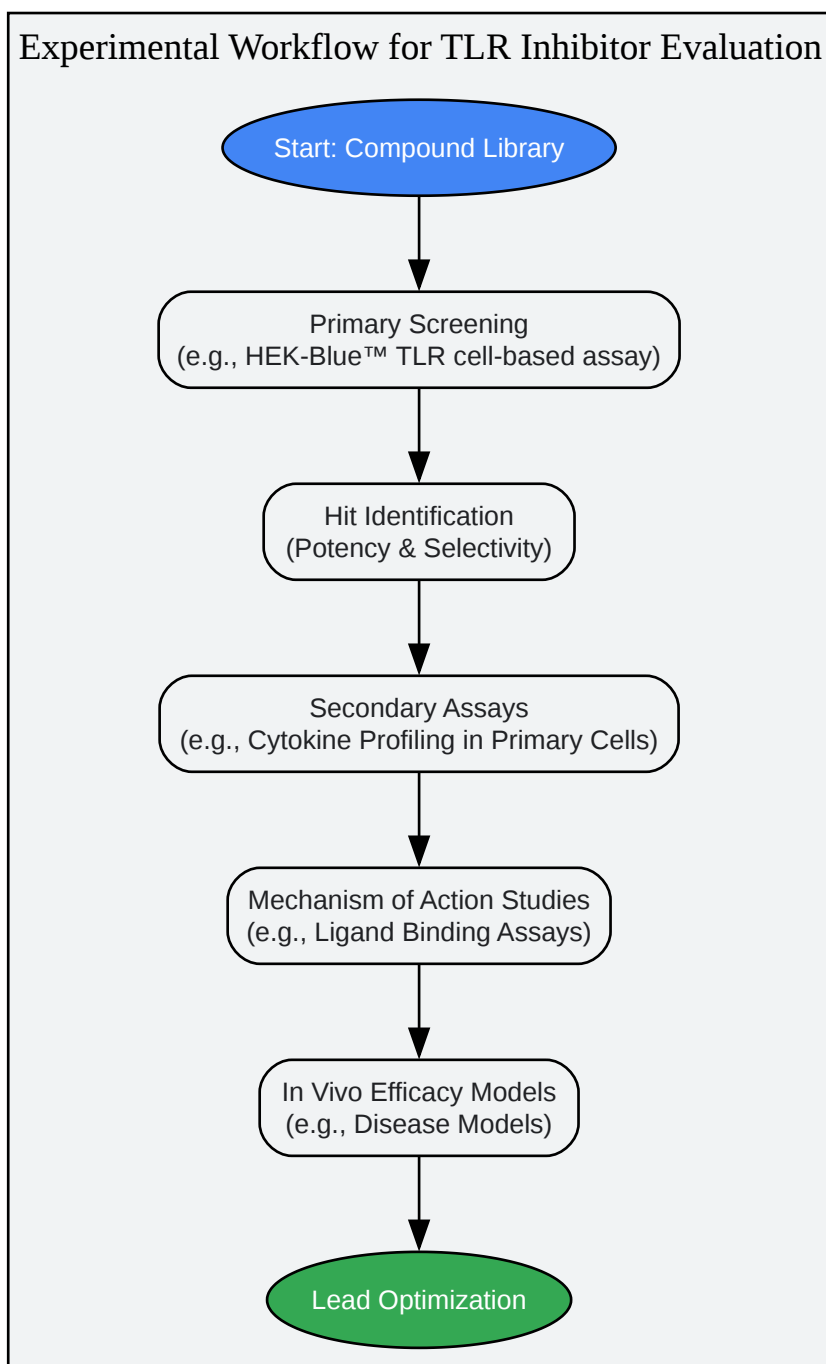 Experimental Workflow for TLR Inhibitor Evaluation
Start: Compound Library
Primary Screening
(e.g., HEK-Blue™ TLR cell-based assay)
Hit Identification
(Potency & Selectivity)
Secondary Assays
(e.g., Cytokine Profiling in Primary Cells)
Mechanism of Action Studies
(e.g., Ligand Binding Assays)
In Vivo Efficacy Models
(e.g., Disease Models)
Lead Optimization